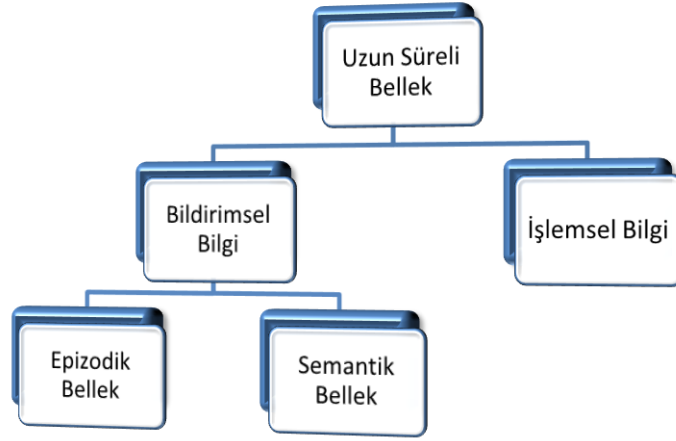 Uzun Süreli
Bellek
Bildirimsel
Bilgi
İşlemsel Bilgi
Epizodik
Bellek
Semantik
Bellek